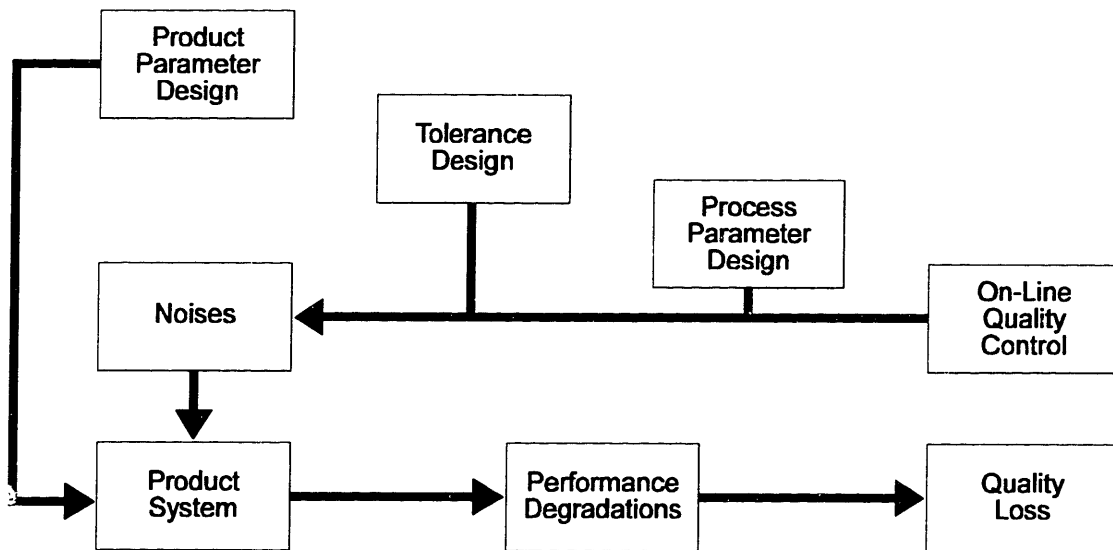 Product
Parameter
Design
Tolerance
Design
Process
Parameter
Design
On-Line
Quality
Control
Noises
Product
System
Performance
Degradations
Quality
Loss